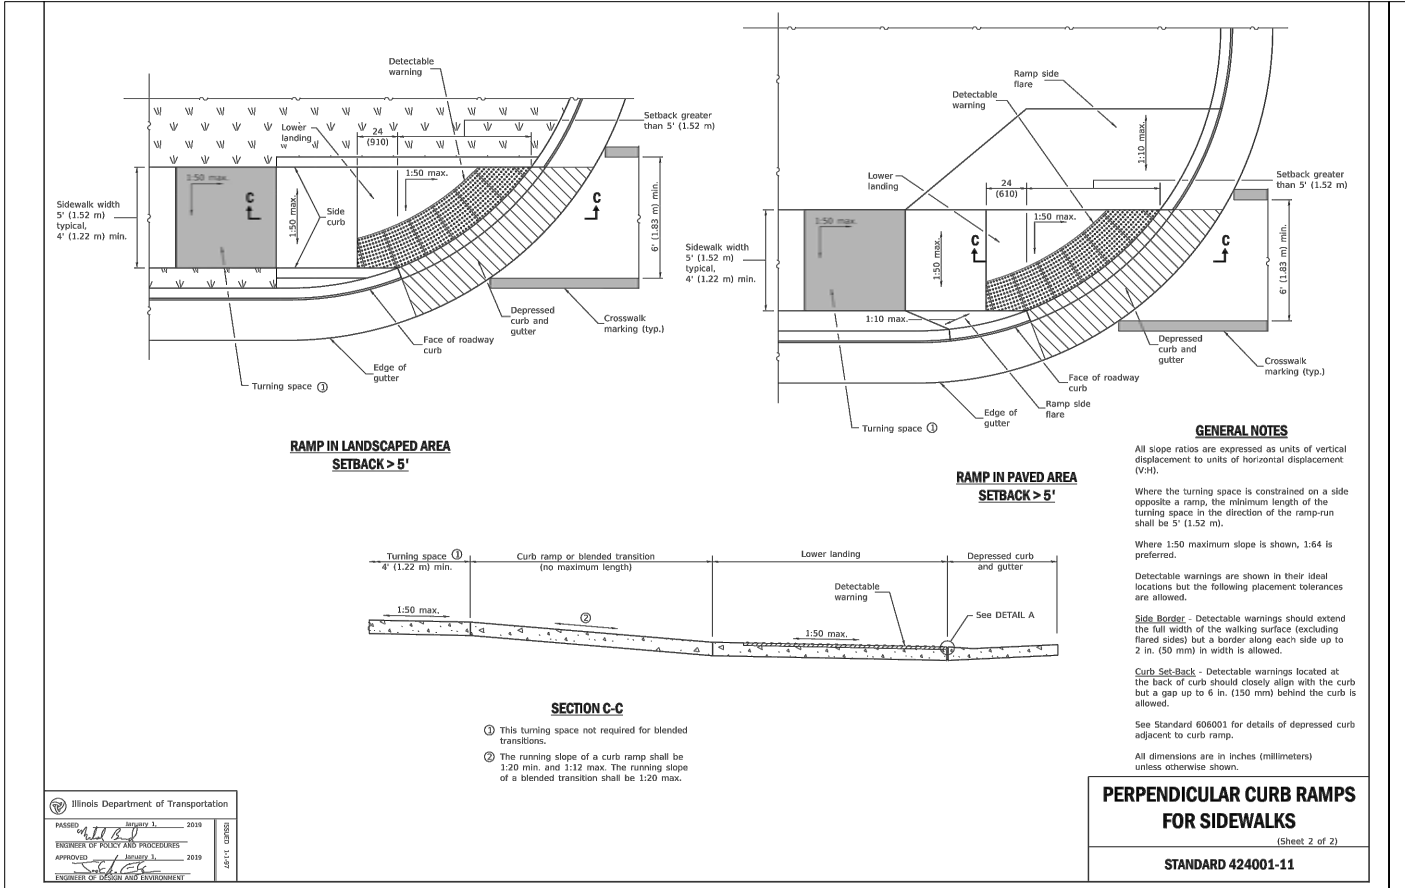 Detectable
warning
Lower
landing
24
(910)
Setback greater
than 5' (1.52 m)
1:50 max.
1:50 max.
C
1:50 max.
Side
curb
C
6' (1.83 m) min.
Sidewalk width
5' (1.52 m)
typical,
4' (1.22 m) min.
Depressed
curb and
gutter
Crosswalk
marking (typ.)
Face of roadway
curb
Edge of
gutter
Turning space ①
RAMP IN LANDSCAPED AREA
SETBACK > 5'
Ramp side
flare
Detectable
warning
1:10 max.
Lower
landing
24
(610)
Setback greater
than 5' (1.52 m)
1:50 max.
1:50 max.
C
1:50 max.
C
6' (1.83 m) min.
Sidewalk width
5' (1.52 m)
typical,
4' (1.22 m) min.
1:10 max.
Depressed
curb and
gutter
Crosswalk
marking (typ.)
Face of roadway
curb
Ramp side
flare
Edge of
gutter
Turning space ①
RAMP IN PAVED AREA
SETBACK > 5'
Turning space ①
4' (1.22 m) min.
Curb ramp or blended transition
(no maximum length)
Lower landing
Depressed curb
and gutter
Detectable
warning
1:50 max.
②
1:50 max.
See DETAIL A
SECTION C-C
① This turning space not required for blended
transitions.
② The running slope of a curb ramp shall be
1:20 min. and 1:12 max. The running slope
of a blended transition shall be 1:20 max.
GENERAL NOTES
All slope ratios are expressed as units of vertical
displacement to units of horizontal displacement
(V:H).
Where the turning space is constrained on a side
opposite a ramp, the minimum length of the
turning space in the direction of the ramp-run
shall be 5' (1.52 m).
Where 1:50 maximum slope is shown, 1:64 is
preferred.
Detectable warnings are shown in their ideal
locations but the following placement tolerances
are allowed.
Side Border - Detectable warnings should extend
the full width of the walking surface (excluding
flared sides) but a border along each side up to
2 in. (50 mm) in width is allowed.
Curb Set-Back - Detectable warnings located at
the back of curb should closely align with the curb
but a gap up to 6 in. (150 mm) behind the curb is
allowed.
See Standard 606001 for details of depressed curb
adjacent to curb ramp.
All dimensions are in inches (millimeters)
unless otherwise shown.
Illinois Department of Transportation
PASSED January 1, 2019
ENGINEER OF POLICY AND PROCEDURES
APPROVED January 1, 2019
ENGINEER OF DESIGN AND ENVIRONMENT
ISSUED 1-1-97
PERPENDICULAR CURB RAMPS
FOR SIDEWALKS
(Sheet 2 of 2)
STANDARD 424001-11